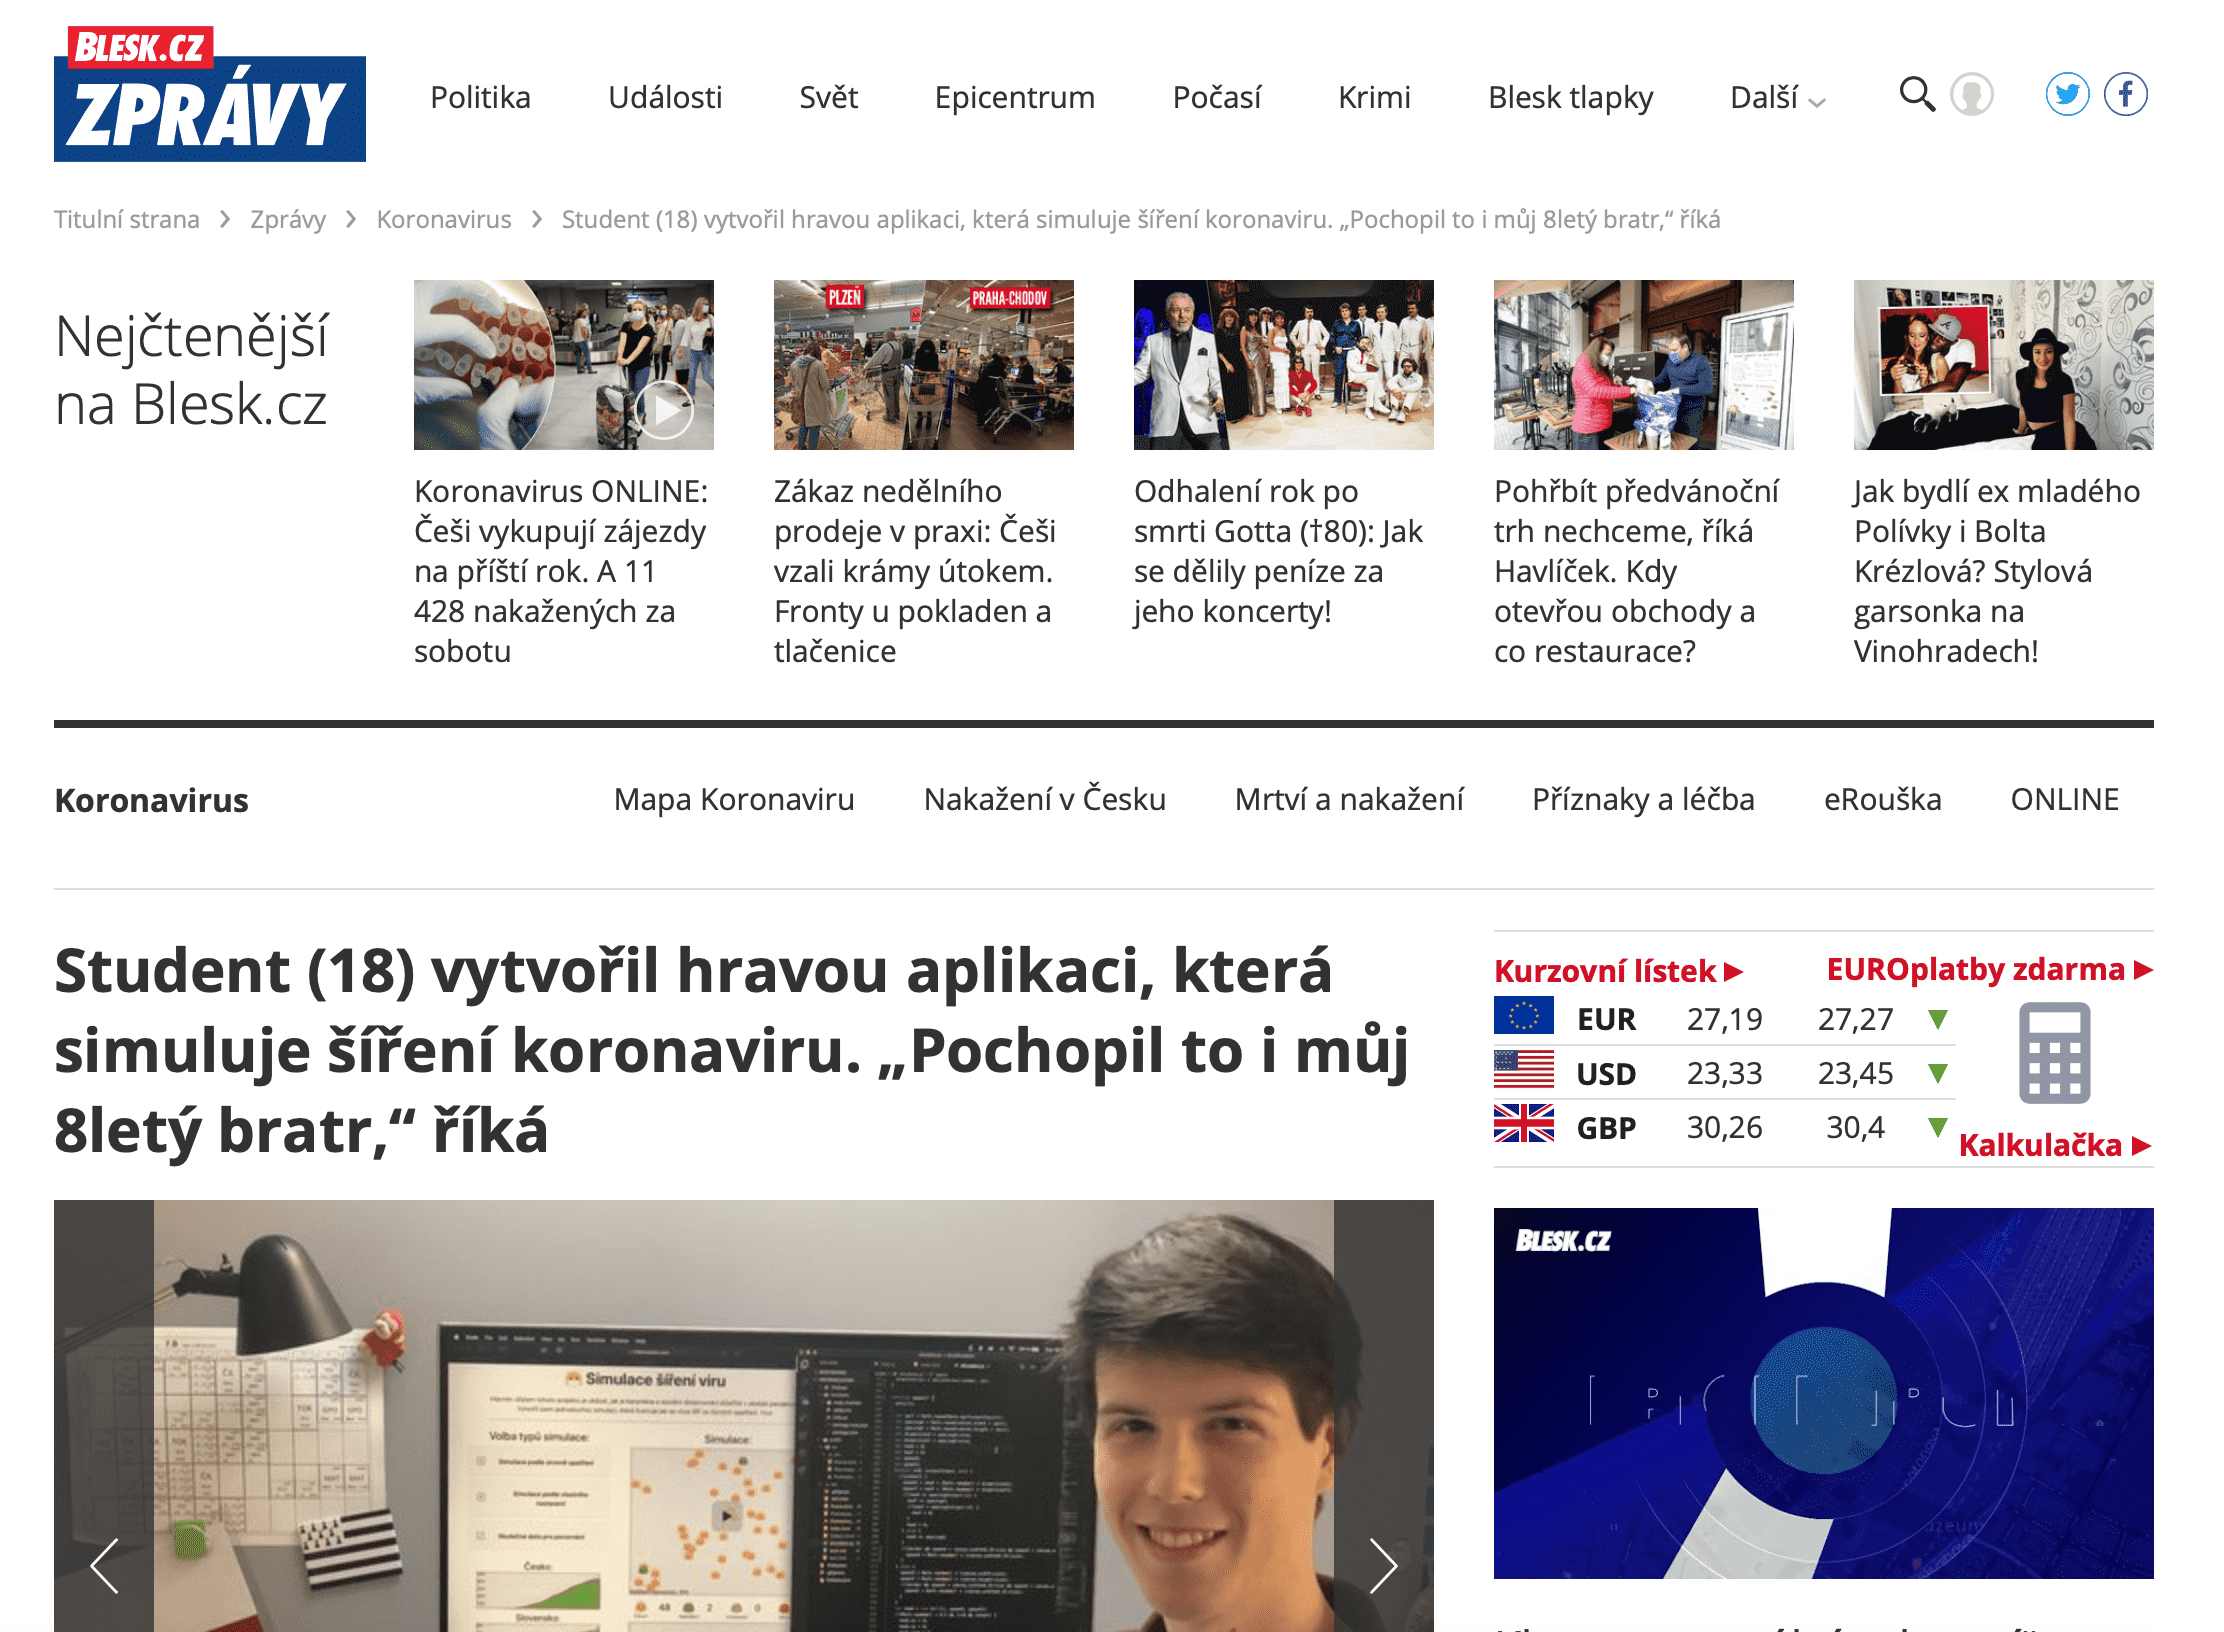 BLESK.CZ
ZPRÁVY
Politika
Události
Svět
Epicentrum
Počasí
Krimi
Blesk tlapky
Další
Titulní strana
Zprávy
Koronavirus
Student (18) vytvořil hravou aplikaci, která simuluje šíření koronaviru. „Pochopil to i můj 8letý bratr,“ říká
Nejčtenější
na Blesk.cz
PLZEŇ
PRAHA-CHODOV
Koronavirus ONLINE:
Češi vykupují zájezdy
na příští rok. A 11
428 nakažených za
sobotu
Zákaz nedělního
prodeje v praxi: Češi
vzali krámy útokem.
Fronty u pokladen a
tlačenice
Odhalení rok po
smrti Gotta (†80): Jak
se dělily peníze za
jeho koncerty!
Pohřbít předvánoční
trh nechceme, říká
Havlíček. Kdy
otevřou obchody a
co restaurace?
Jak bydlí ex mladého
Polívky i Bolta
Krézlová? Stylová
garsonka na
Vinohradech!
Koronavirus
Mapa Koronaviru
Nakažení v Česku
Mrtví a nakažení
Příznaky a léčba
eRouška
ONLINE
Student (18) vytvořil hravou aplikaci, která
simuluje šíření koronaviru. „Pochopil to i můj
8letý bratr,“ říká
Kurzovní lístek
EUROplatby zdarma
EUR 27,19 27,27
USD 23,33 23,45
GBP 30,26 30,4
Kalkulačka
Simulace šíření viru
Volba typů simulace:
Simulace:
Česko:
Slovensko:
BLESK.CZ